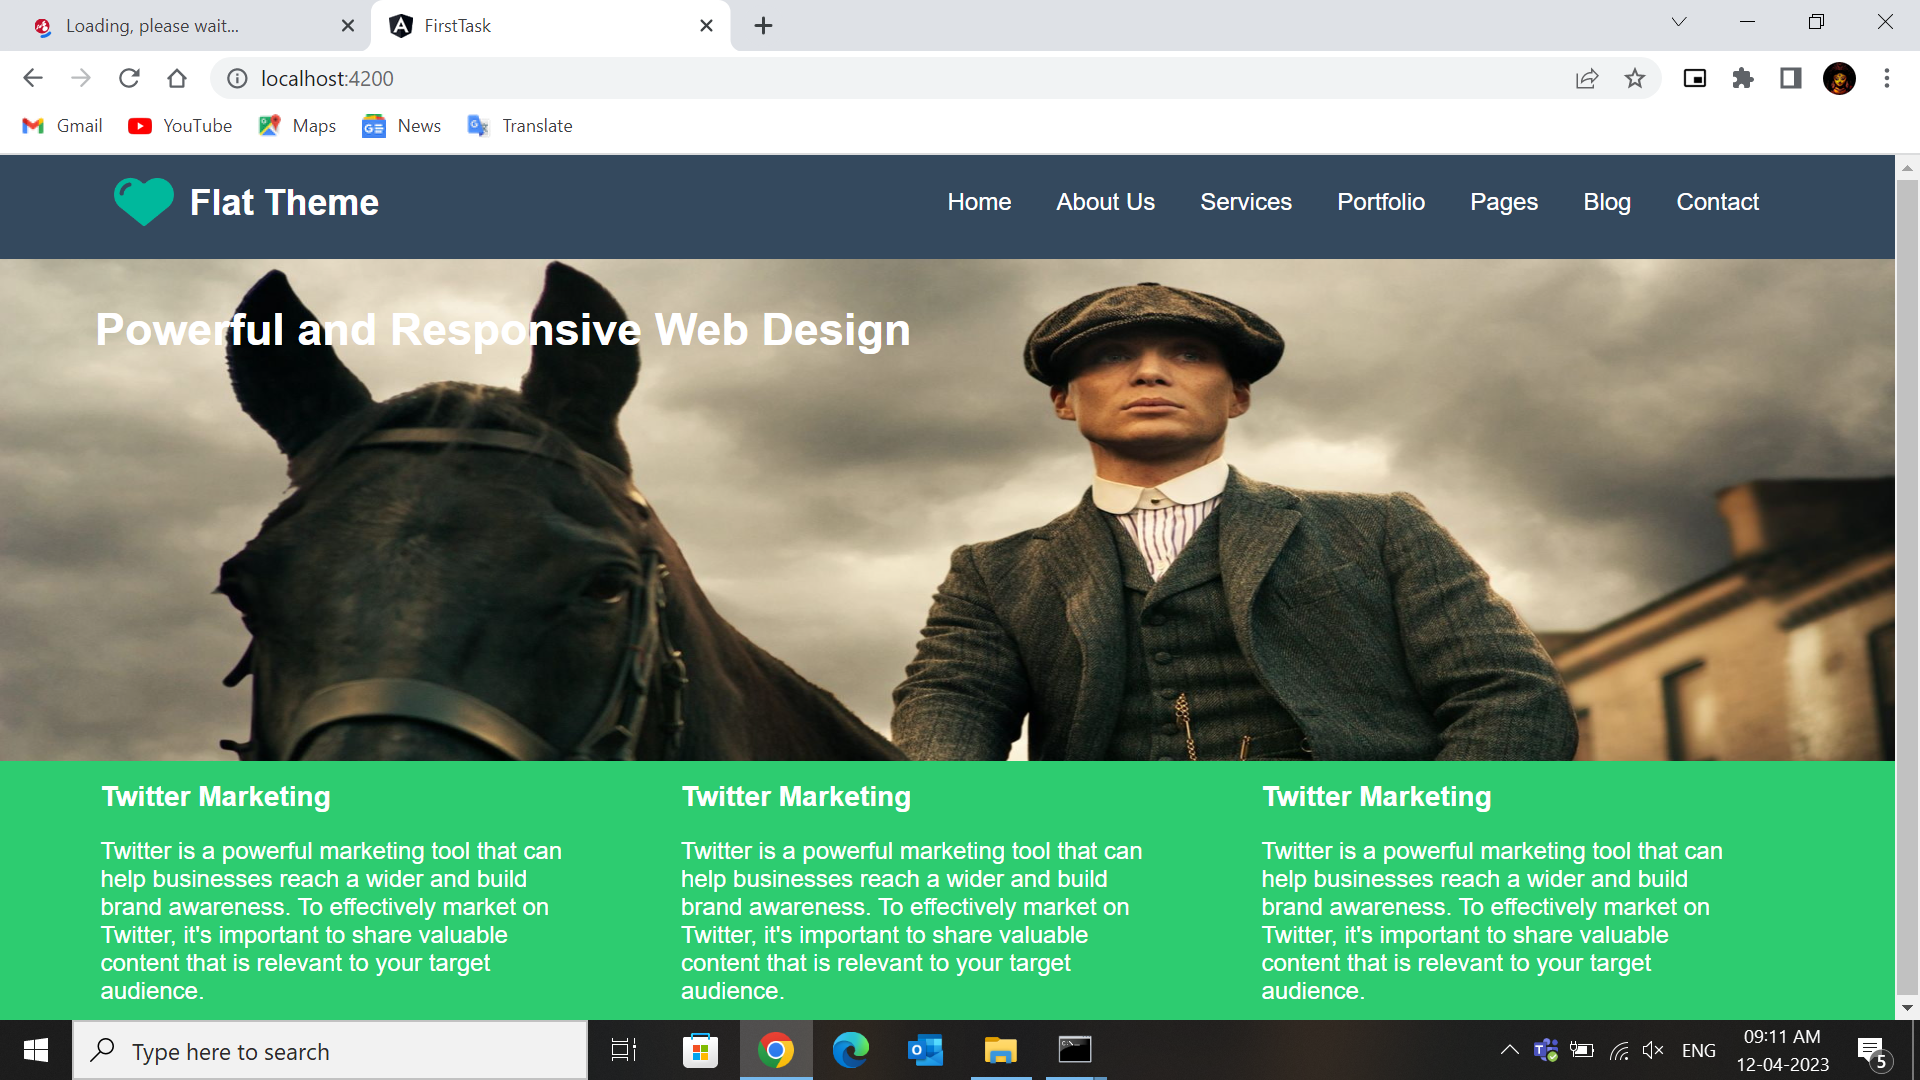 Loading, please wait...
FirstTask
localhost:4200
Gmail
YouTube
Maps
News
Translate
Flat Theme
Home
About Us
Services
Portfolio
Pages
Blog
Contact
Powerful and Responsive Web Design
Twitter Marketing
Twitter is a powerful marketing tool that can
help businesses reach a wider and build
brand awareness. To effectively market on
Twitter, it's important to share valuable
content that is relevant to your target
audience.
Twitter Marketing
Twitter is a powerful marketing tool that can
help businesses reach a wider and build
brand awareness. To effectively market on
Twitter, it's important to share valuable
content that is relevant to your target
audience.
Twitter Marketing
Twitter is a powerful marketing tool that can
help businesses reach a wider and build
brand awareness. To effectively market on
Twitter, it's important to share valuable
content that is relevant to your target
audience.
Type here to search
ENG
09:11 AM
12-04-2023
5